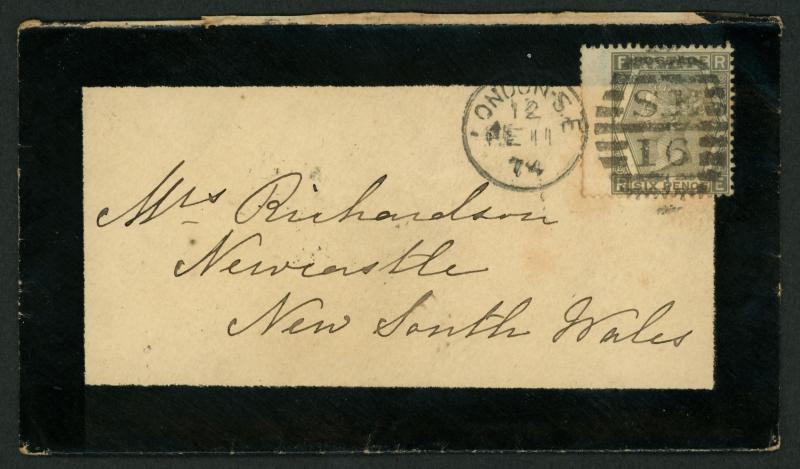 LONDON·S.E
12
FE 11
74
F POSTAGE R
S.E
16
R SIX PENCE F
Mrs Richardson
Newcastle
New South Wales